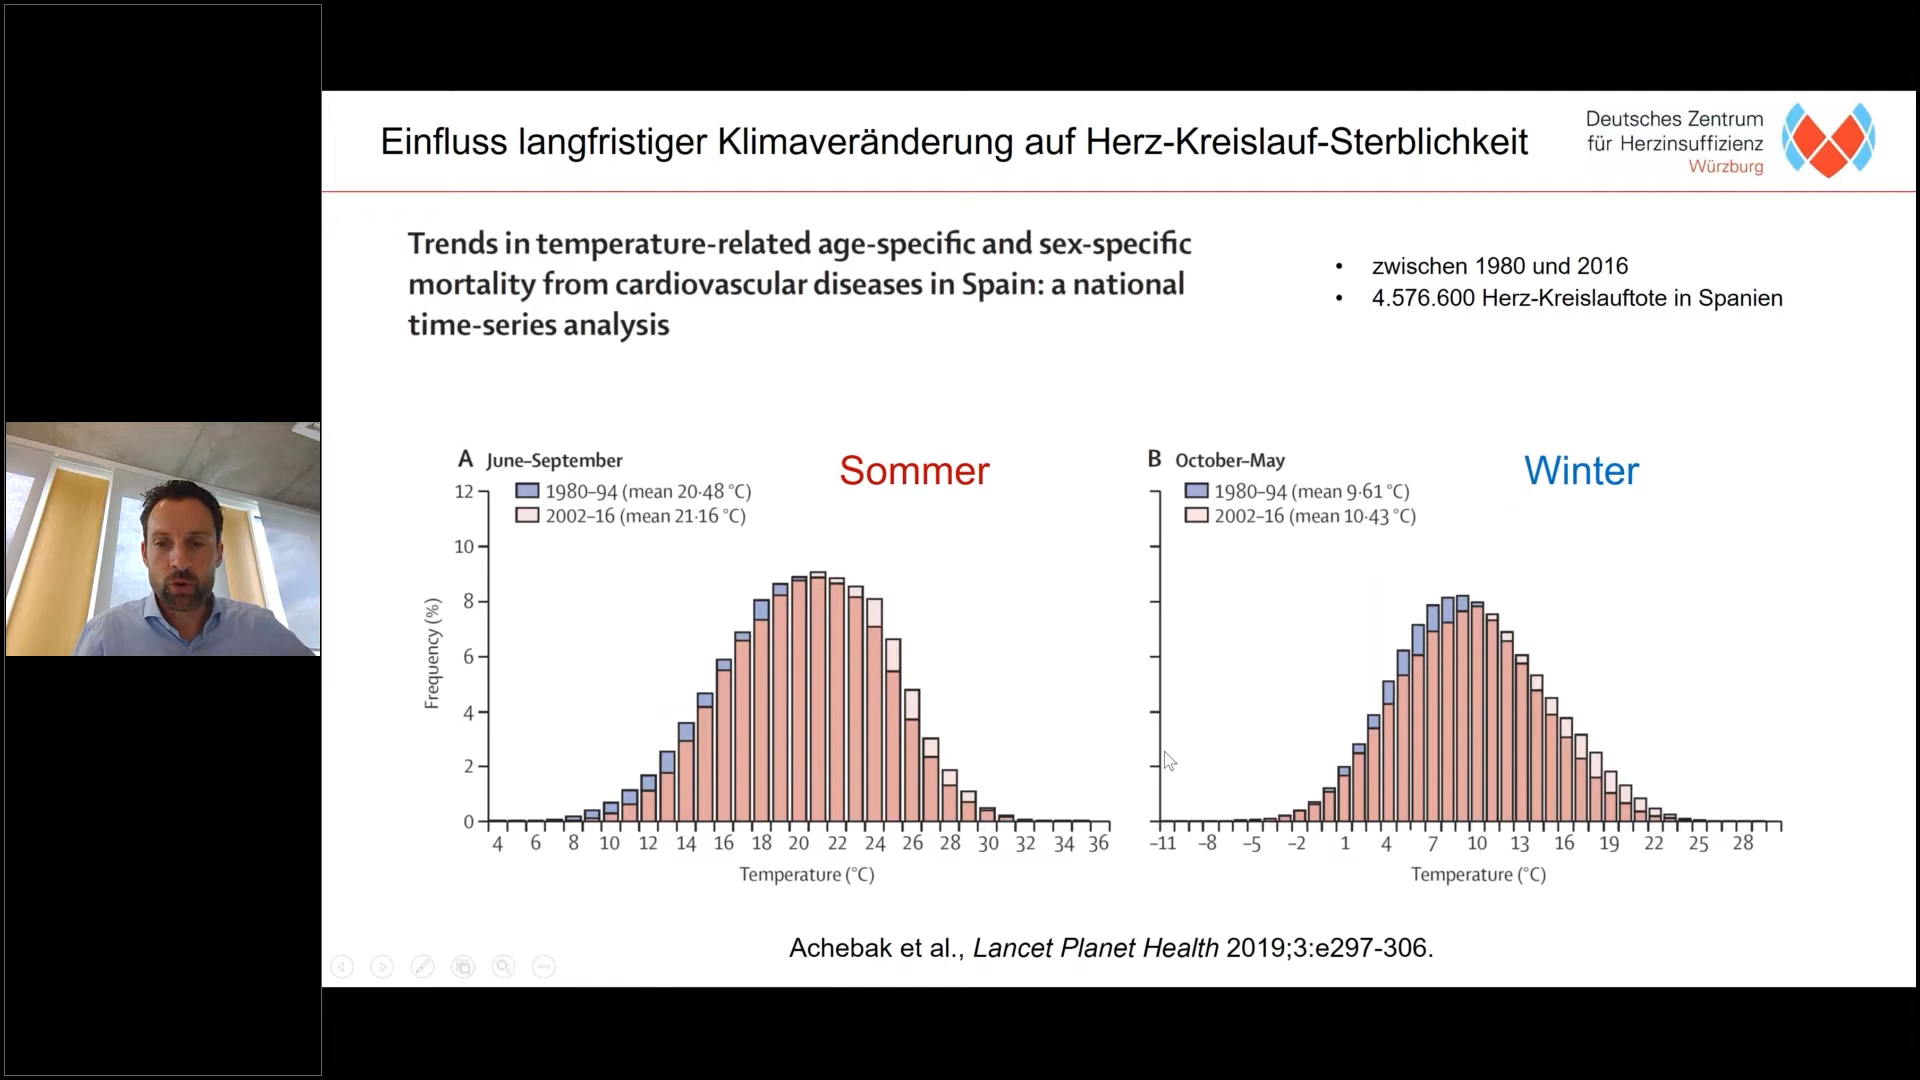 Einfluss langfristiger Klimaveränderung auf Herz-Kreislauf-Sterblichkeit
Deutsches Zentrum
für Herzinsuffizienz
Würzburg
Trends in temperature-related age-specific and sex-specific
mortality from cardiovascular diseases in Spain: a national
time-series analysis
• zwischen 1980 und 2016
• 4.576.600 Herz-Kreislauftote in Spanien
A June–September
Sommer
1980–94 (mean 20·48 °C)
2002–16 (mean 21·16 °C)
12
10
8
6
4
2
0
Frequency (%)
4 6 8 10 12 14 16 18 20 22 24 26 28 30 32 34 36
Temperature (°C)
B October–May
Winter
1980–94 (mean 9·61 °C)
2002–16 (mean 10·43 °C)
–11 –8 –5 –2 1 4 7 10 13 16 19 22 25 28
Temperature (°C)
Achebak et al., Lancet Planet Health 2019;3:e297-306.